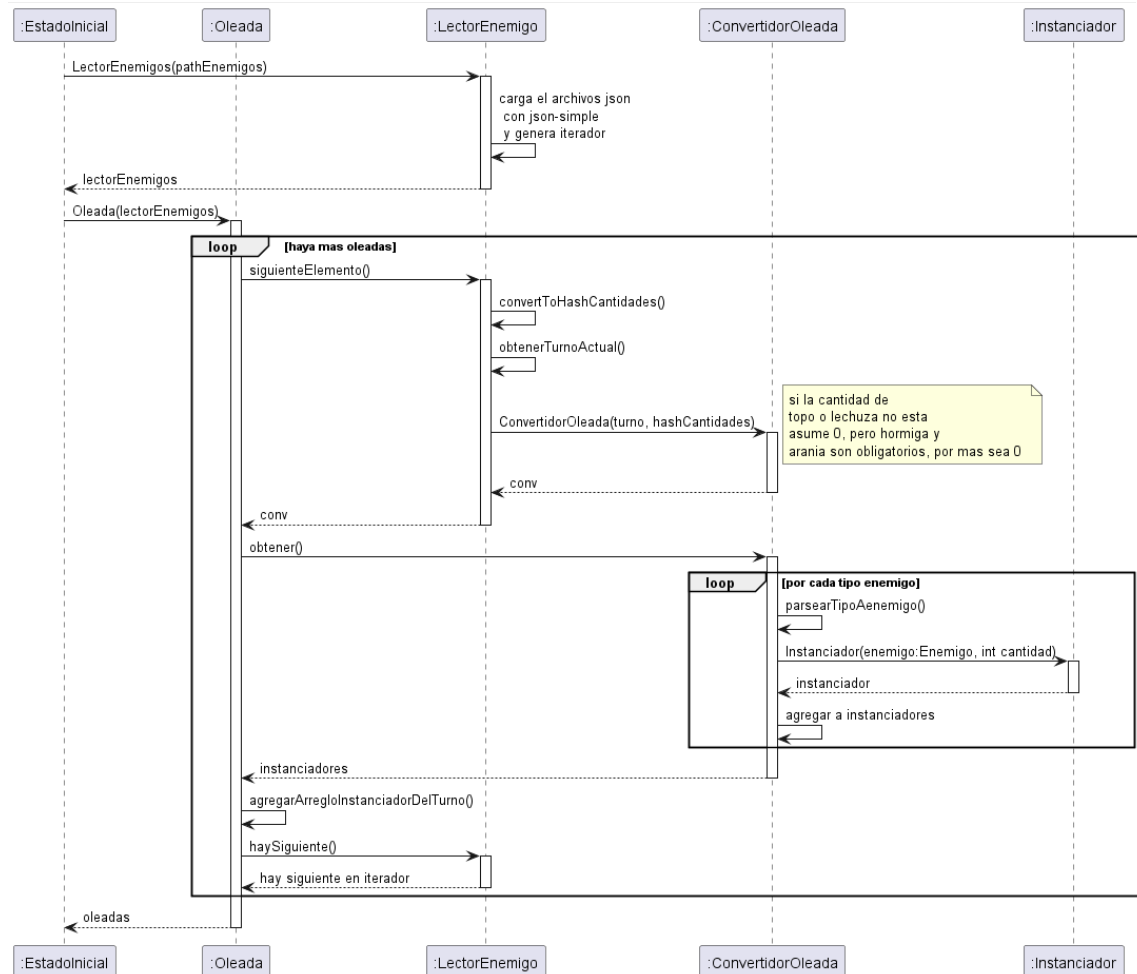 :EstadoInicial
:Oleada
:LectorEnemigo
:ConvertidorOleada
:Instanciador
LectorEnemigos(pathEnemigos)
carga el archivos json
con json-simple
y genera iterador
lectorEnemigos
Oleada(lectorEnemigos)
loop
[haya mas oleadas]
siguienteElemento()
convertToHashCantidades()
obtenerTurnoActual()
si la cantidad de
topo o lechuza no esta
asume 0, pero hormiga y
arania son obligatorios, por mas sea 0
ConvertidorOleada(turno, hashCantidades)
conv
conv
obtener()
loop
[por cada tipo enemigo]
parsearTipoAenemigo()
Instanciador(enemigo:Enemigo, int cantidad)
instanciador
agregar a instanciadores
instanciadores
agregarArregloInstanciadorDelTurno()
haySiguiente()
hay siguiente en iterador
oleadas
:EstadoInicial
:Oleada
:LectorEnemigo
:ConvertidorOleada
:Instanciador